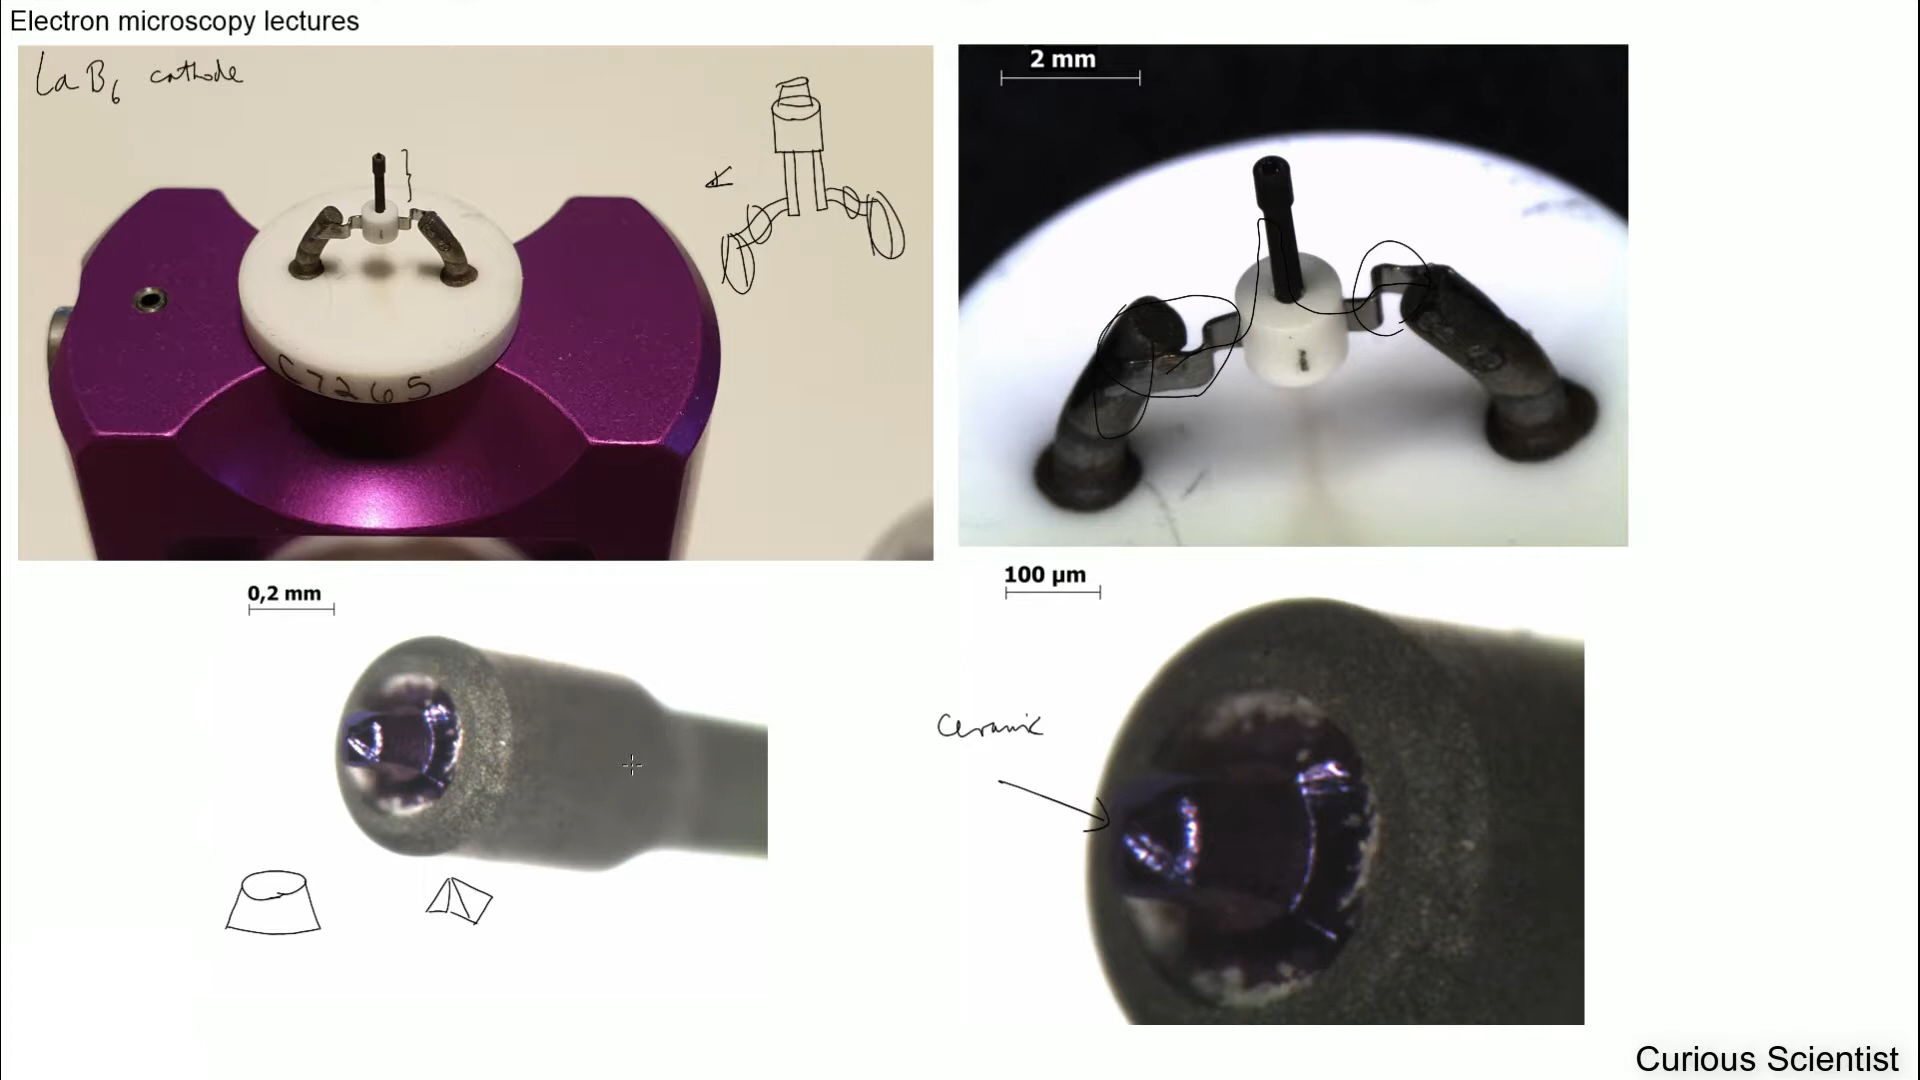 Electron microscopy lectures
LaB6 cathode
2 mm
C7265
0,2 mm
100 µm
Ceramic
Curious Scientist